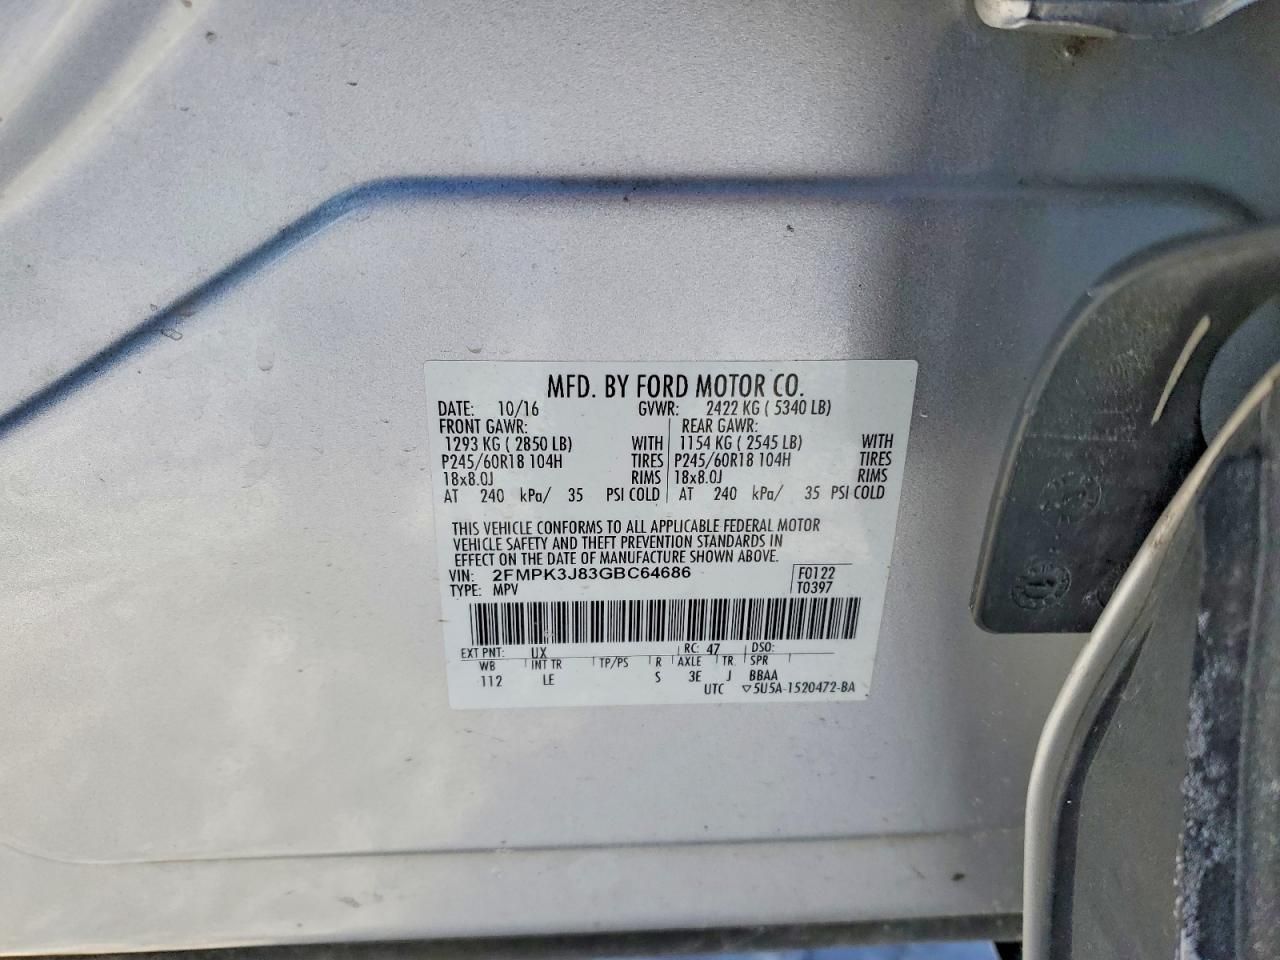 MFD. BY FORD MOTOR CO.
DATE: 10/16 GVWR: 2422 KG ( 5340 LB)
FRONT GAWR: REAR GAWR:
1293 KG ( 2850 LB) WITH 1154 KG ( 2545 LB) WITH
P245/60R18 104H TIRES P245/60R18 104H TIRES
18x8.0J RIMS 18x8.0J RIMS
AT 240 kPa/ 35 PSI COLD AT 240 kPa/ 35 PSI COLD
THIS VEHICLE CONFORMS TO ALL APPLICABLE FEDERAL MOTOR
VEHICLE SAFETY AND THEFT PREVENTION STANDARDS IN
EFFECT ON THE DATE OF MANUFACTURE SHOWN ABOVE.
VIN: 2FMPK3J83GBC64686 F0122
TYPE: MPV T0397
EXT PNT: UX RC: 47 DSO:
WB INT TR TP/PS R AXLE TR SPR
112 LE S 3E J BBAA
UTC ▽5U5A-1520472-BA